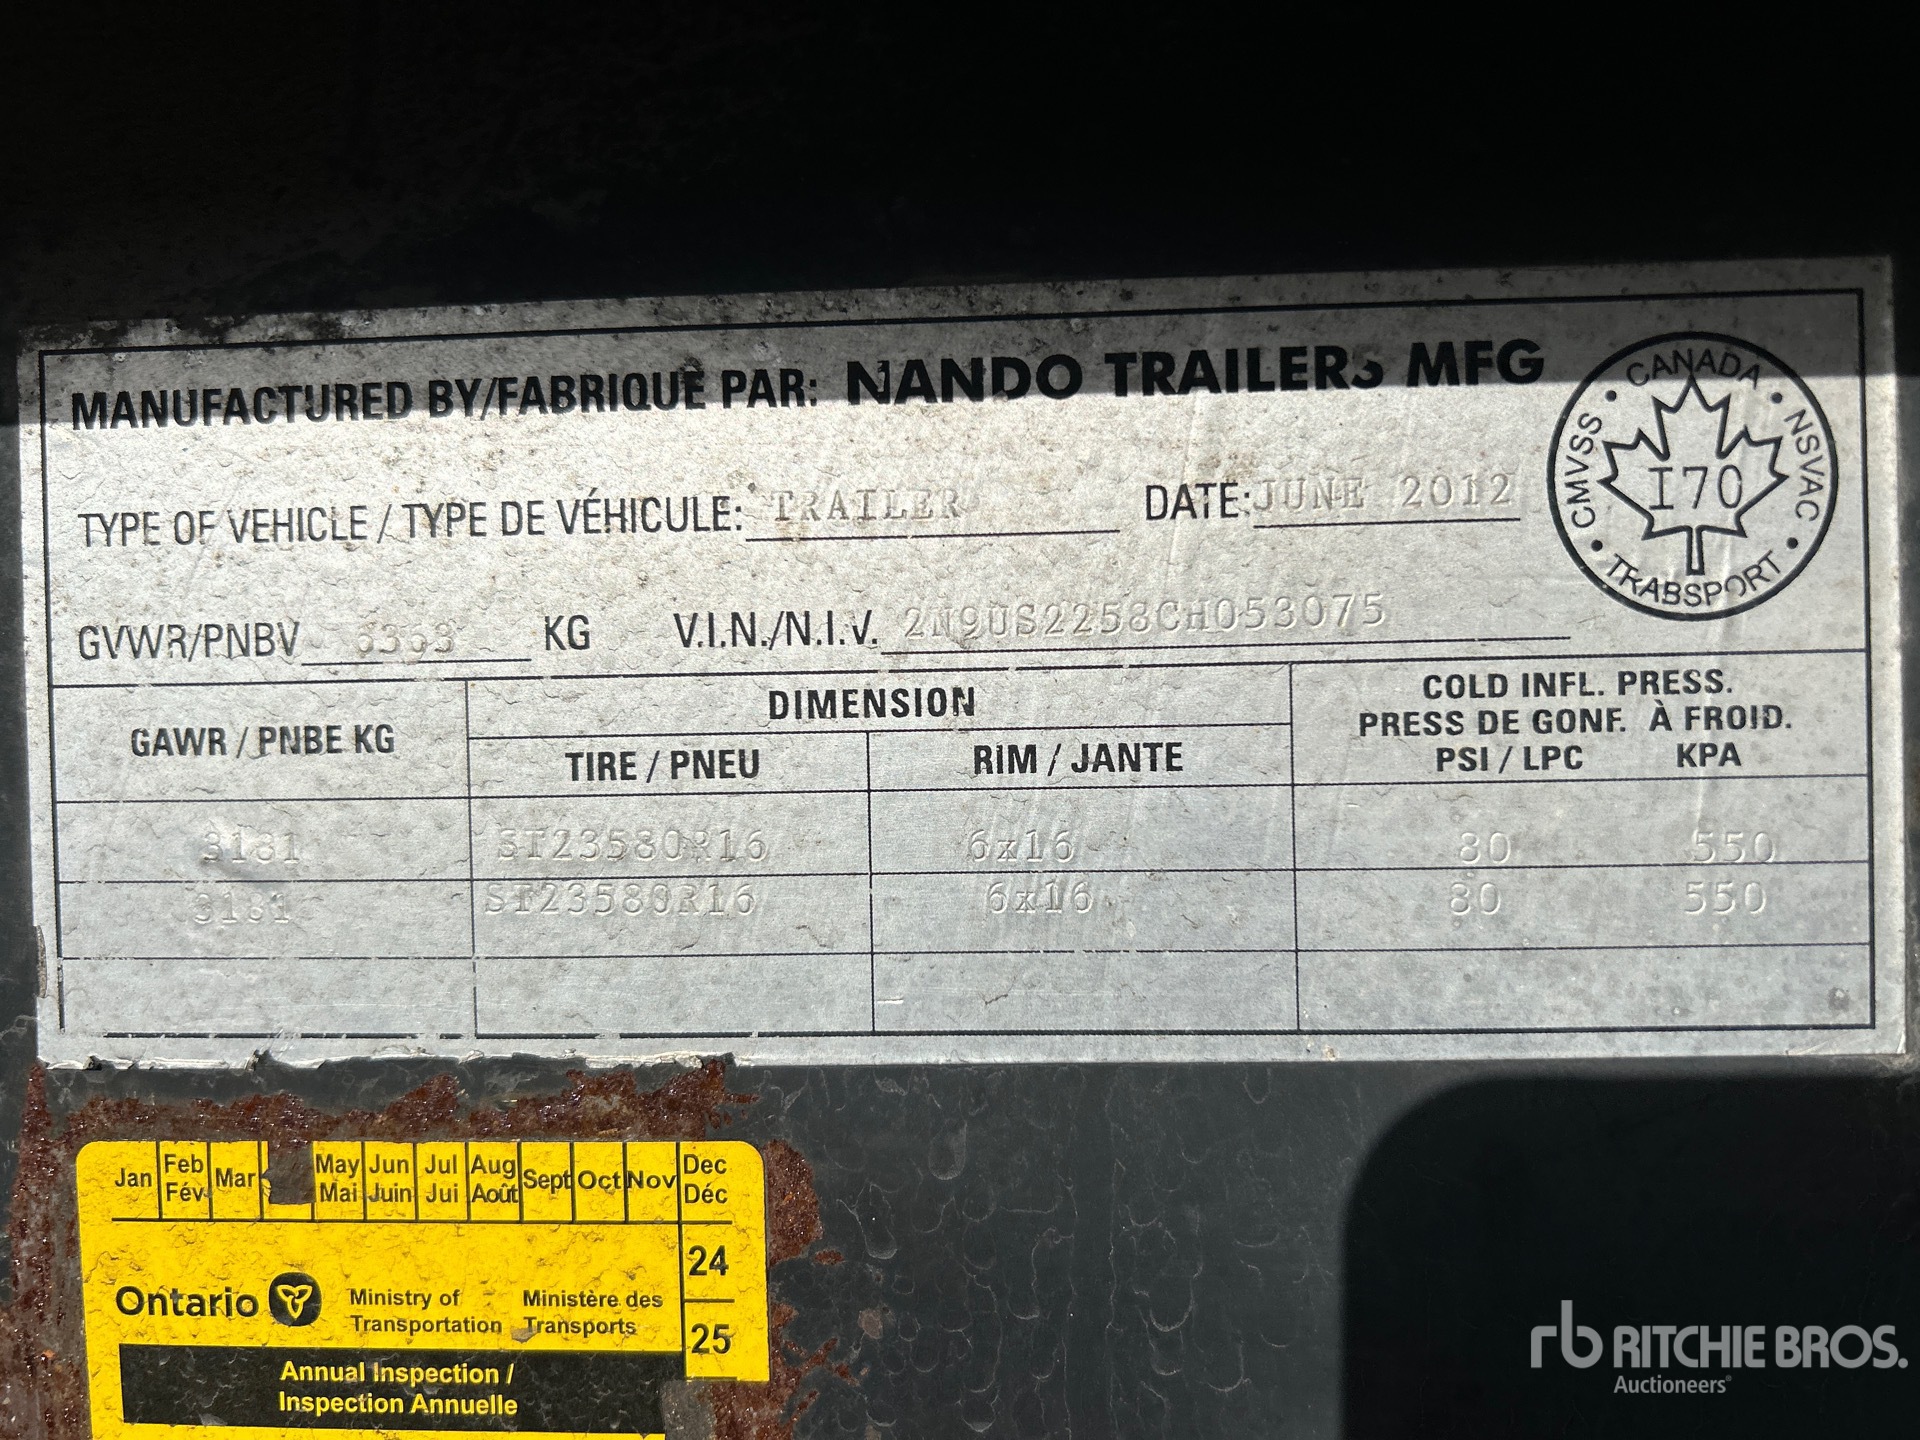 MANUFACTURED BY/FABRIQUÉ PAR: NANDO TRAILERS MFG
TYPE OF VEHICLE / TYPE DE VÉHICULE: TRAILER DATE: JUNE 2012
GVWR/PNBV KG V.I.N./N.I.V. 2N9US2258CH053075
CANADA • NSVAC • TRABSPORT • CMVSS •
170
GAWR / PNBE KG
DIMENSION
TIRE / PNEU RIM / JANTE
COLD INFL. PRESS.
PRESS DE GONF. À FROID.
PSI / LPC KPA
3181 ST23580R16 6x16 80 550
3181 ST23580R16 6x16 80 550
Jan Feb Fév Mar May Mai Jun Juin Jul Jui Aug Août Sept Oct Nov Dec Déc
24
25
Ontario
Ministry of Transportation
Ministère des Transports
Annual Inspection /
Inspection Annuelle
rb RITCHIE BROS.
Auctioneers